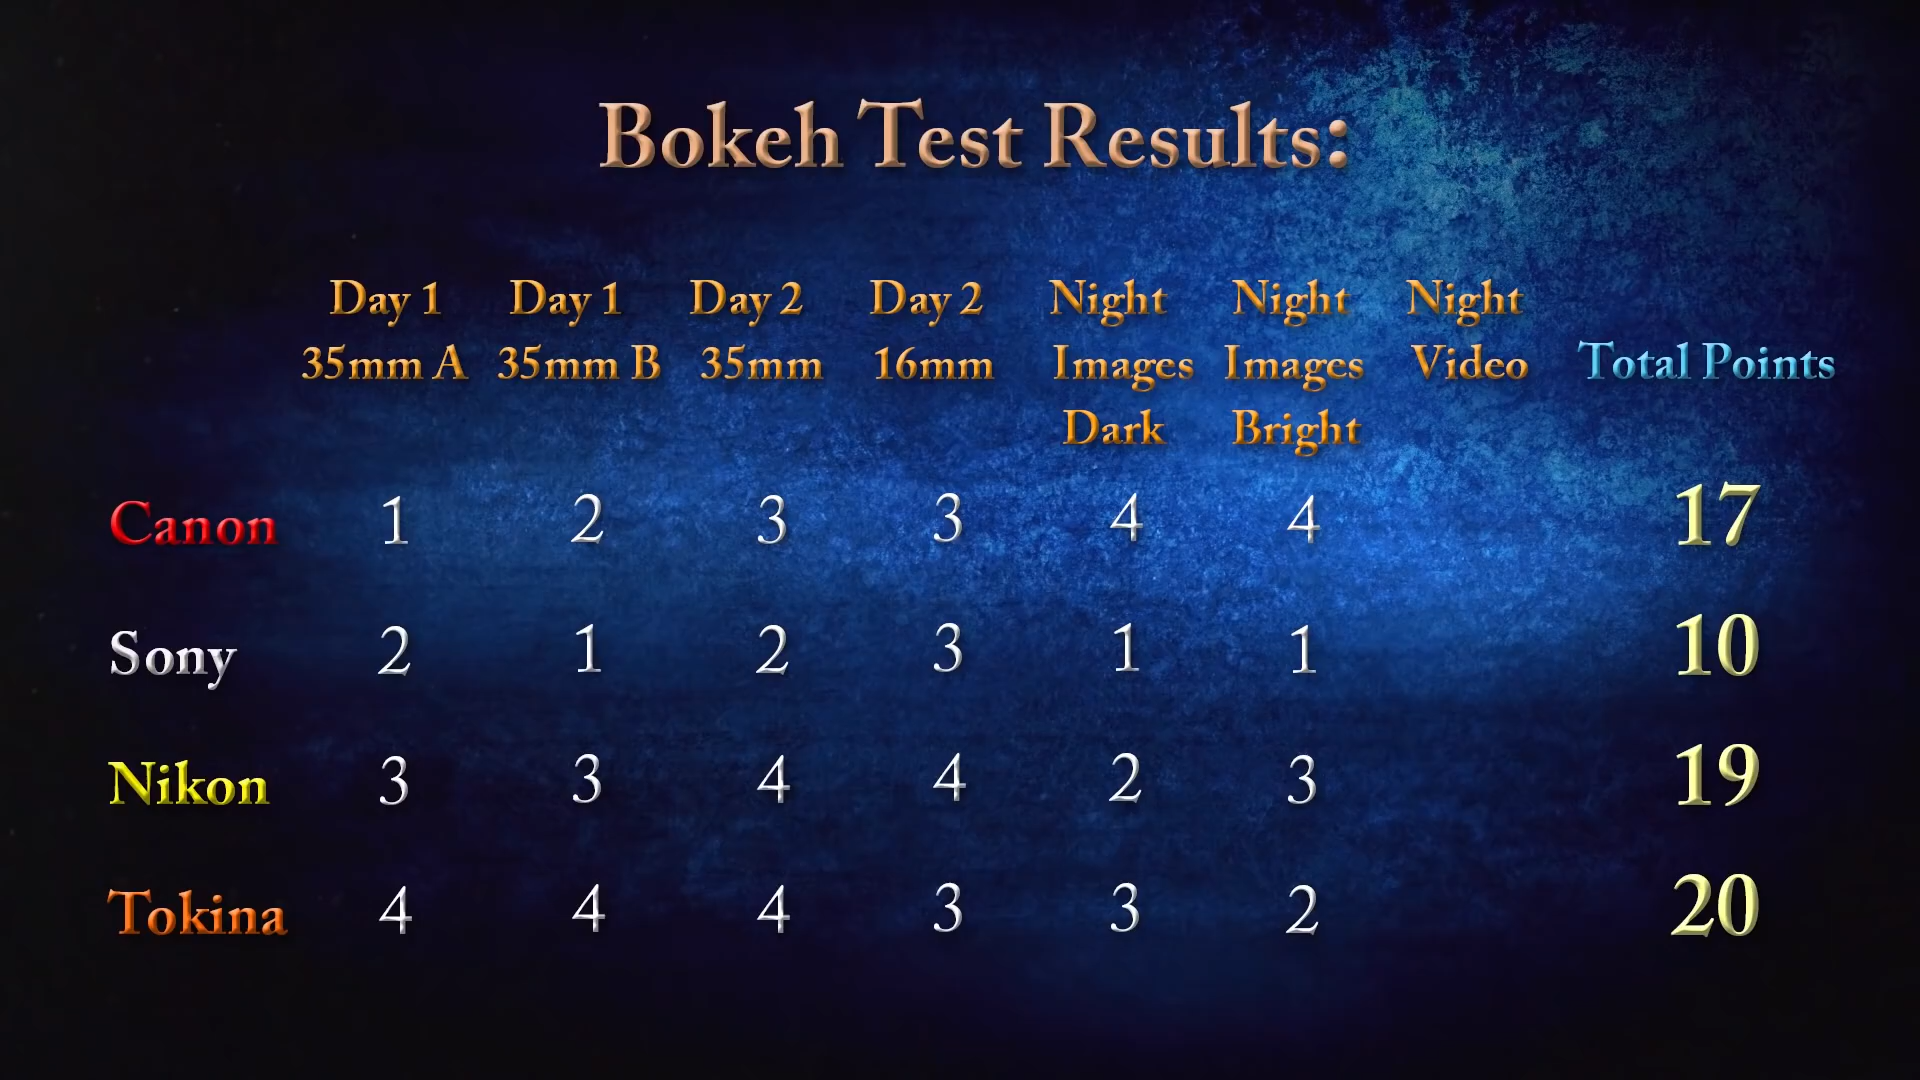 Bokeh Test Results:
Day 1 Day 1 Day 2 Day 2 Night Night Night
35mm A 35mm B 35mm 16mm Images Images Video Total Points
Dark Bright
Canon 1 2 3 3 4 4 17
Sony 2 1 2 3 1 1 10
Nikon 3 3 4 4 2 3 19
Tokina 4 4 4 3 3 2 20